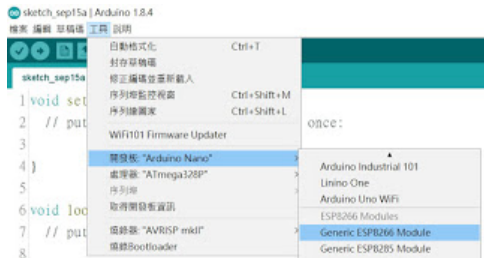 sketch_sep15a | Arduino 1.8.4
檔案 編輯 草稿碼 工具 說明
sketch_sep15a
自動格式化 Ctrl+T
封存草稿碼
修正編碼並重新載入
序列埠監控視窗 Ctrl+Shift+M
序列繪圖家 Ctrl+Shift+L
WiFi101 Firmware Updater
開發板: "Arduino Nano"
處理器: "ATmega328P"
序列埠
取得開發板資訊
燒錄器: "AVRISP mkII"
燒錄Bootloader
Arduino Industrial 101
Linino One
Arduino Uno WiFi
ESP8266 Modules
Generic ESP8266 Module
Generic ESP8285 Module
1 void set
2 // put once:
3
4 }
5
6 void loo
7 // put
8